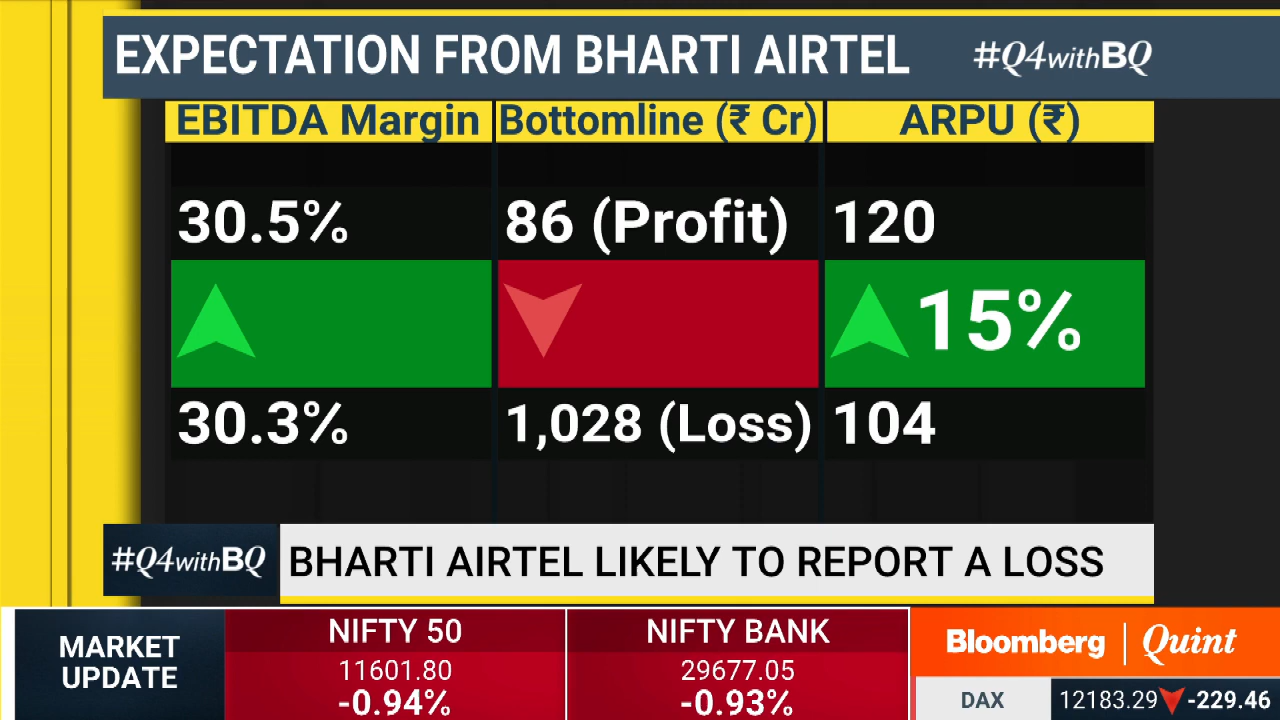 EXPECTATION FROM BHARTI AIRTEL #Q4withBQ
EBITDA Margin Bottomline (₹ Cr) ARPU (₹)
30.5% 86 (Profit) 120
15%
30.3% 1,028 (Loss) 104
#Q4withBQ BHARTI AIRTEL LIKELY TO REPORT A LOSS
MARKET UPDATE
NIFTY 50
11601.80
-0.94%
NIFTY BANK
29677.05
-0.93%
Bloomberg | Quint
DAX 12183.29 -229.46